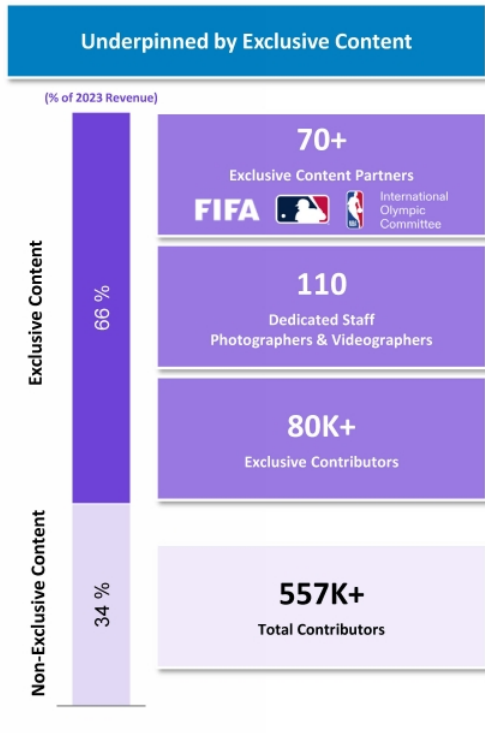 Underpinned by Exclusive Content
(% of 2023 Revenue)
Exclusive Content
66 %
70+
Exclusive Content Partners
FIFA
International
Olympic
Committee
110
Dedicated Staff
Photographers & Videographers
80K+
Exclusive Contributors
Non-Exclusive Content
34 %
557K+
Total Contributors